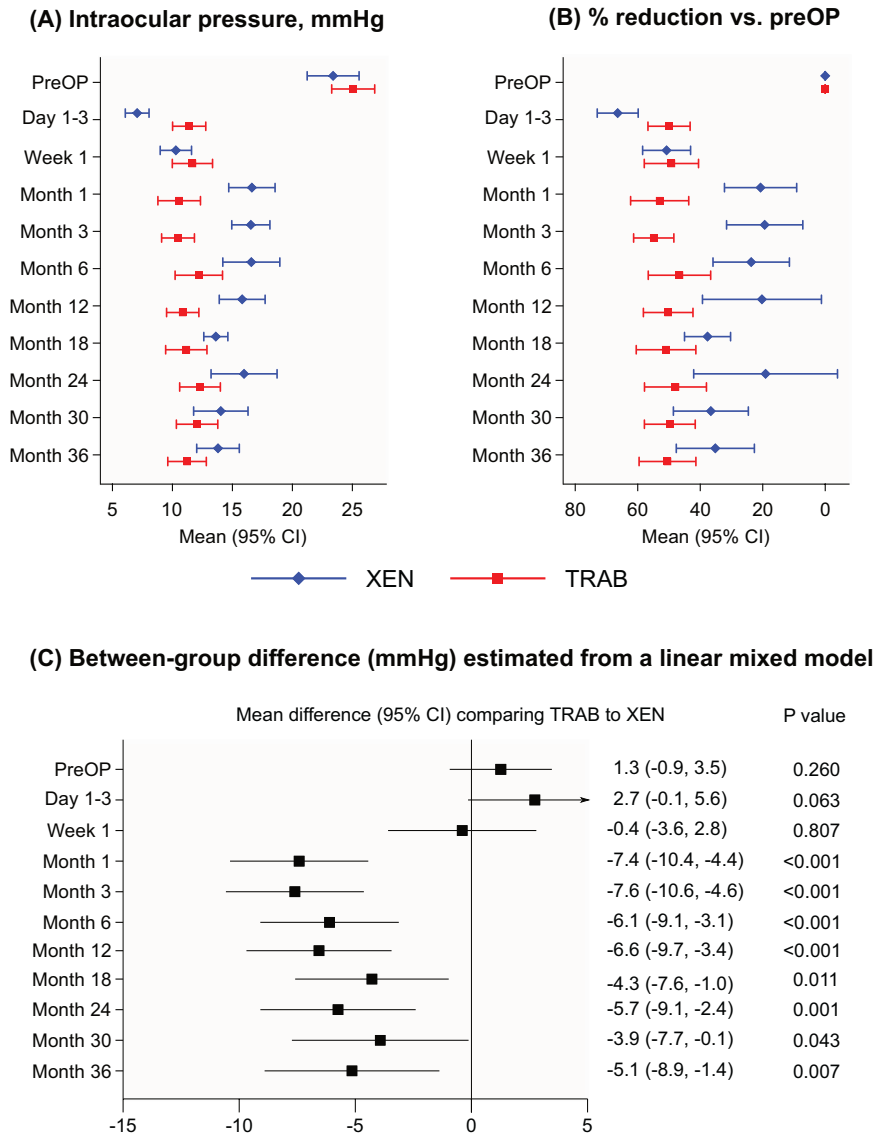 (A) Intraocular pressure, mmHg
PreOP
Day 1-3
Week 1
Month 1
Month 3
Month 6
Month 12
Month 18
Month 24
Month 30
Month 36
5 10 15 20 25
Mean (95% CI)
(B) % reduction vs. preOP
PreOP
Day 1-3
Week 1
Month 1
Month 3
Month 6
Month 12
Month 18
Month 24
Month 30
Month 36
80 60 40 20 0
Mean (95% CI)
XEN TRAB
(C) Between-group difference (mmHg) estimated from a linear mixed model
Mean difference (95% CI) comparing TRAB to XEN P value
PreOP 1.3 (-0.9, 3.5) 0.260
Day 1-3 2.7 (-0.1, 5.6) 0.063
Week 1 -0.4 (-3.6, 2.8) 0.807
Month 1 -7.4 (-10.4, -4.4) <0.001
Month 3 -7.6 (-10.6, -4.6) <0.001
Month 6 -6.1 (-9.1, -3.1) <0.001
Month 12 -6.6 (-9.7, -3.4) <0.001
Month 18 -4.3 (-7.6, -1.0) 0.011
Month 24 -5.7 (-9.1, -2.4) 0.001
Month 30 -3.9 (-7.7, -0.1) 0.043
Month 36 -5.1 (-8.9, -1.4) 0.007
-15 -10 -5 0 5